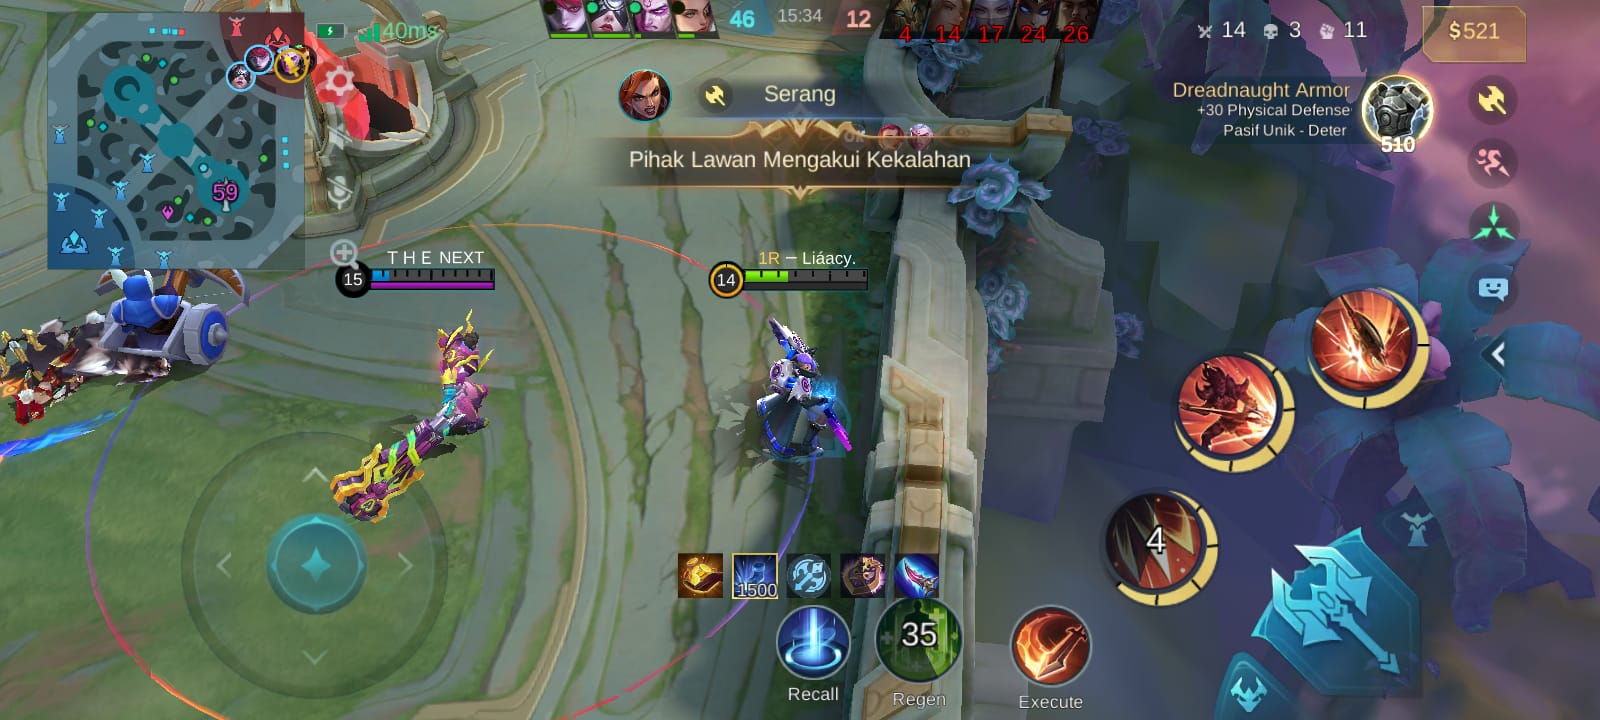 40ms
46
15:34
12
4 14 17 24 26
14
3
11
$521
Serang
Dreadnaught Armor
+30 Physical Defense
Pasif Unik - Deter
510
Pihak Lawan Mengakui Kekalahan
59
T H E NEXT
15
1R – Liáacy.
14
4
1500
35
Recall
Regen
Execute